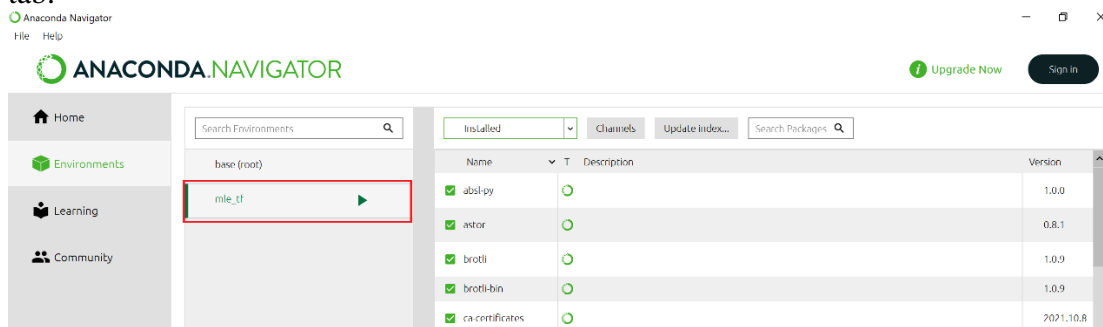 tab.
Anaconda Navigator
File Help
ANACONDA.NAVIGATOR
i Upgrade Now Sign in
Home
Environments
Learning
Community
Search Environments
base (root)
mle_tf
Installed Channels Update index... Search Packages
Name T Description Version
absl-py 1.0.0
astor 0.8.1
brotli 1.0.9
brotli-bin 1.0.9
ca-certificates 2021.10.8